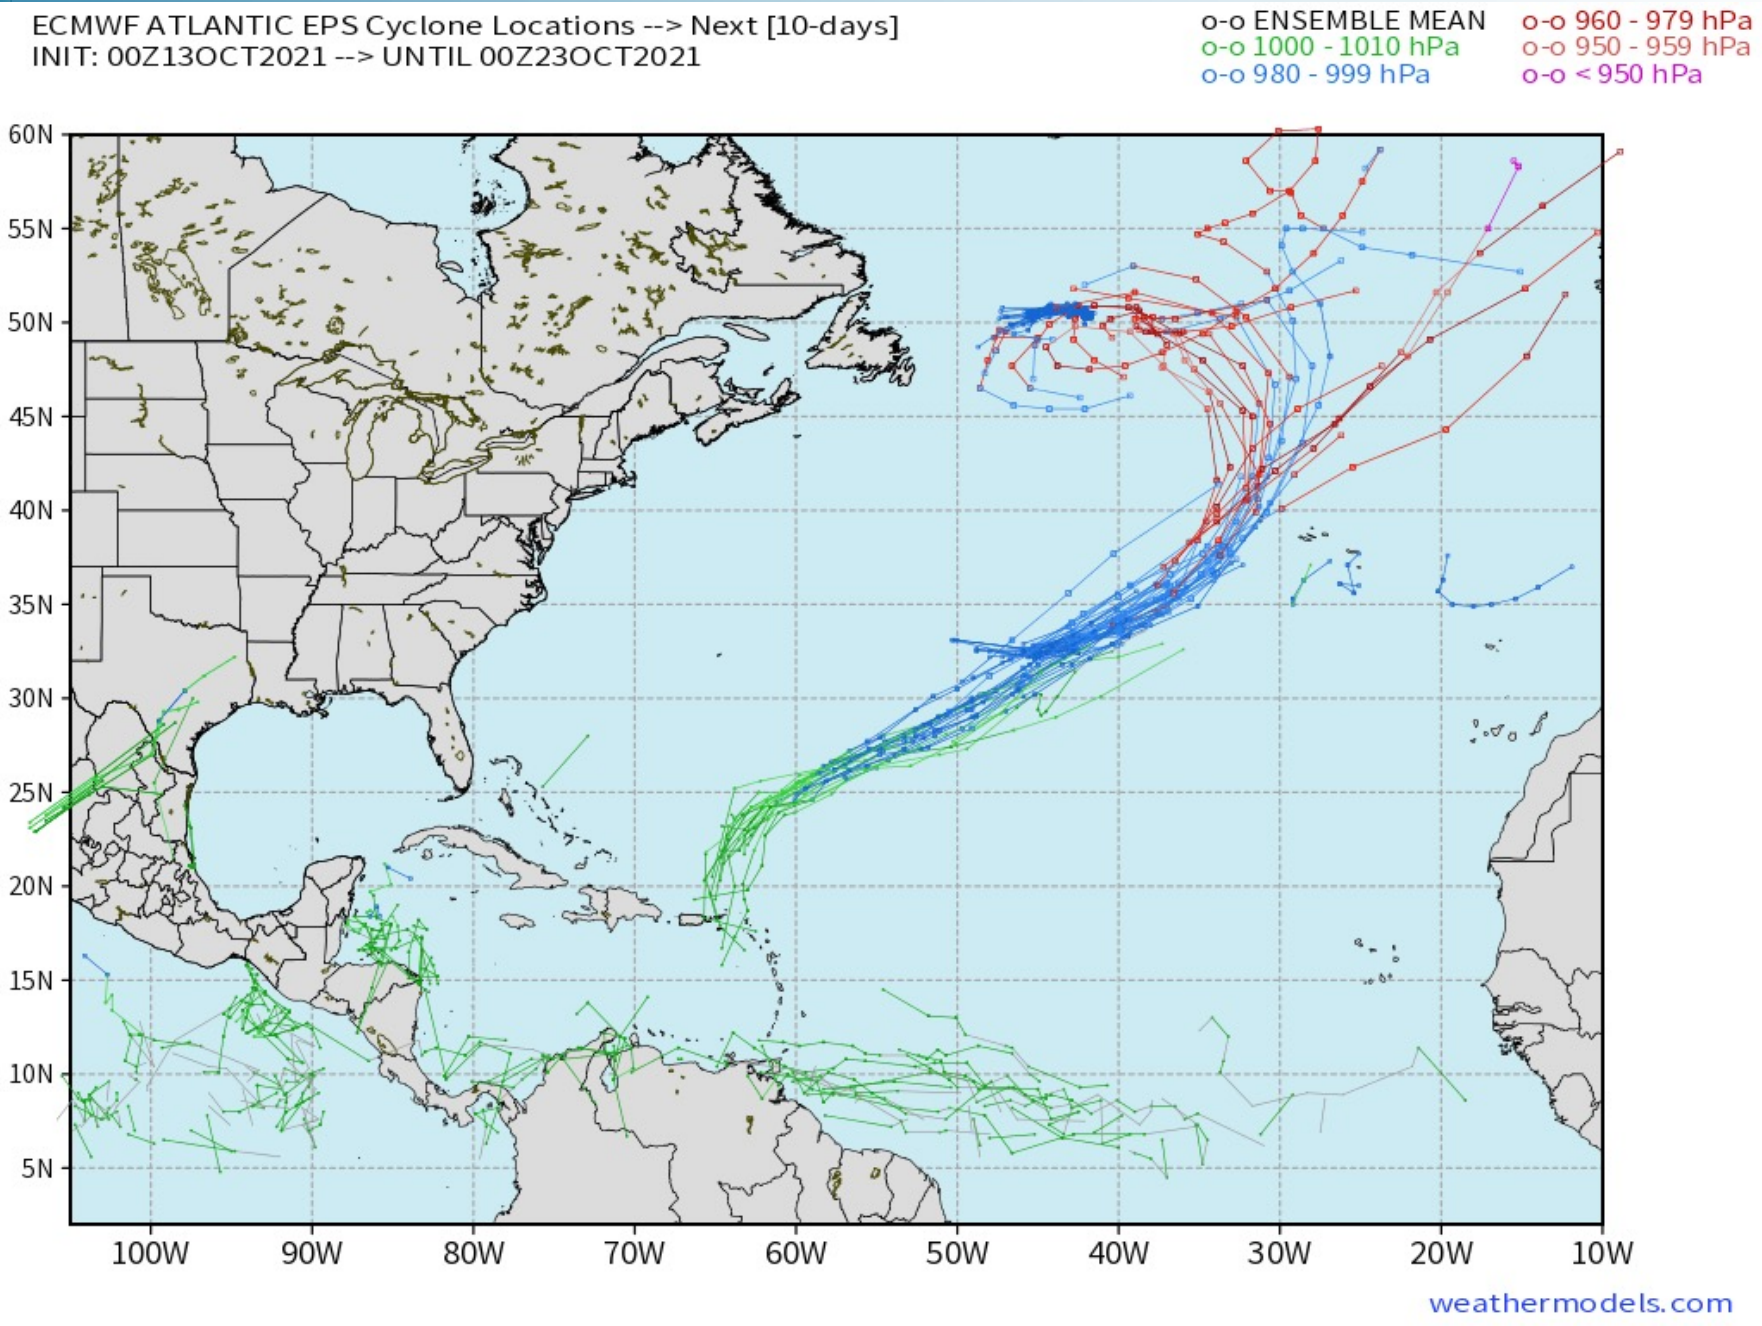 ECMWF ATLANTIC EPS Cyclone Locations --> Next [10-days]
INIT: 00Z13OCT2021 --> UNTIL 00Z23OCT2021
o-o ENSEMBLE MEAN
o-o 1000 - 1010 hPa
o-o 980 - 999 hPa
o-o 960 - 979 hPa
o-o 950 - 959 hPa
o-o < 950 hPa
60N
55N
50N
45N
40N
35N
30N
25N
20N
15N
10N
5N
100W 90W 80W 70W 60W 50W 40W 30W 20W 10W
weathermodels.com